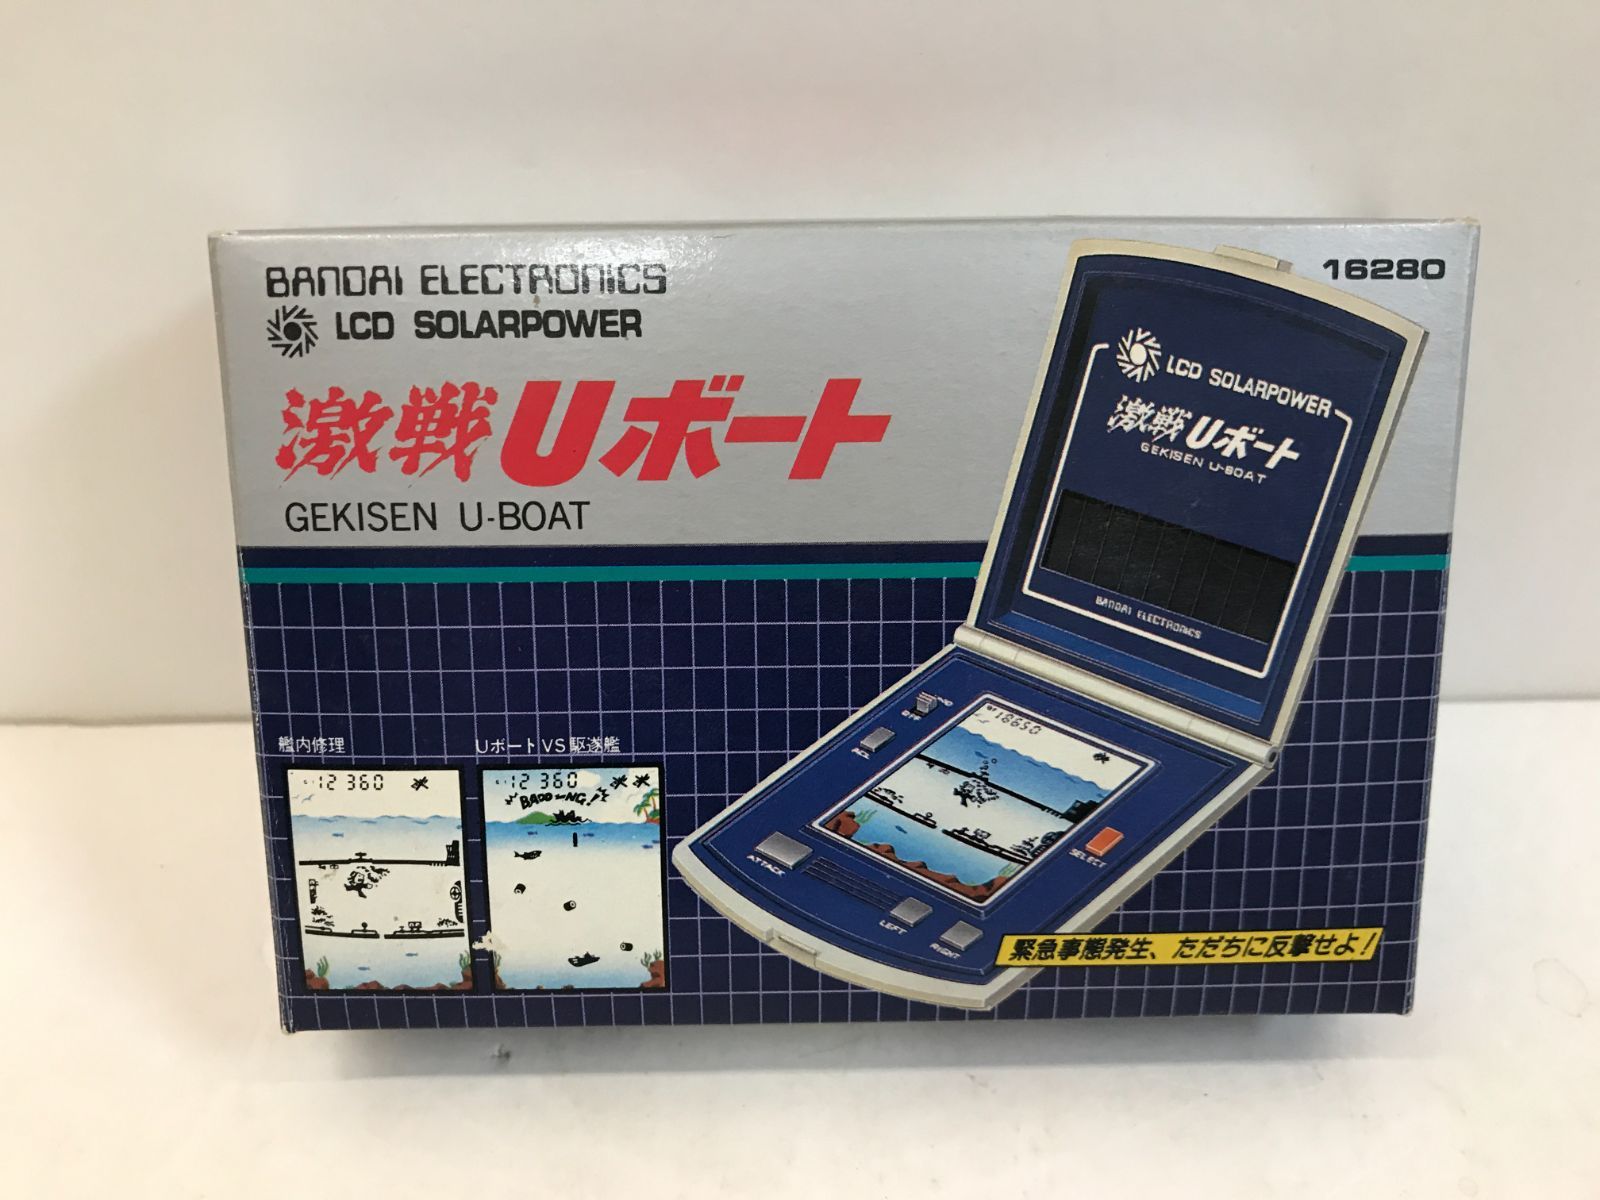 BANDAI ELECTRONICS
LCD SOLARPOWER
激戦Uボート
GEKISEN U-BOAT
16280
LCD SOLARPOWER
激戦Uボート
GEKISEN U-BOAT
BANDAI ELECTRONICS
OFF
ACL
18650
ATTACK
SELECT
LEFT
RIGHT
緊急事態発生、ただちに反撃せよ!
艦内修理
12 360
UボートVS駆逐艦
12 360